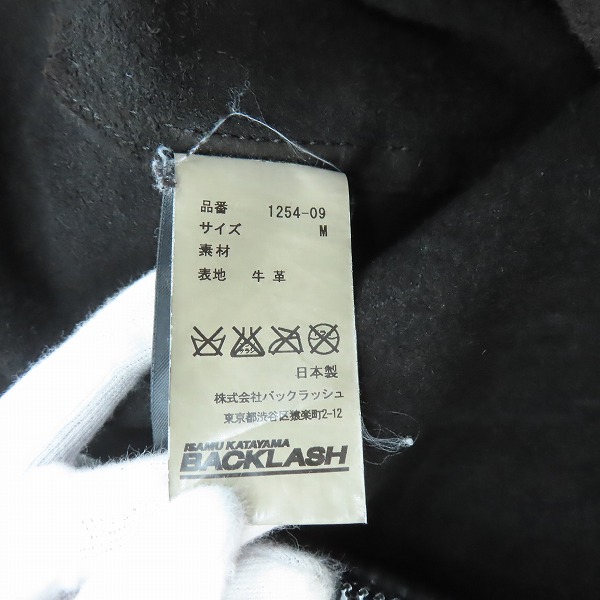 品番 1254-09
サイズ M
素材
表地 牛革
日本製
株式会社バックラッシュ
東京都渋谷区猿楽町2-12
ISAMU KATAYAMA
BACKLASH